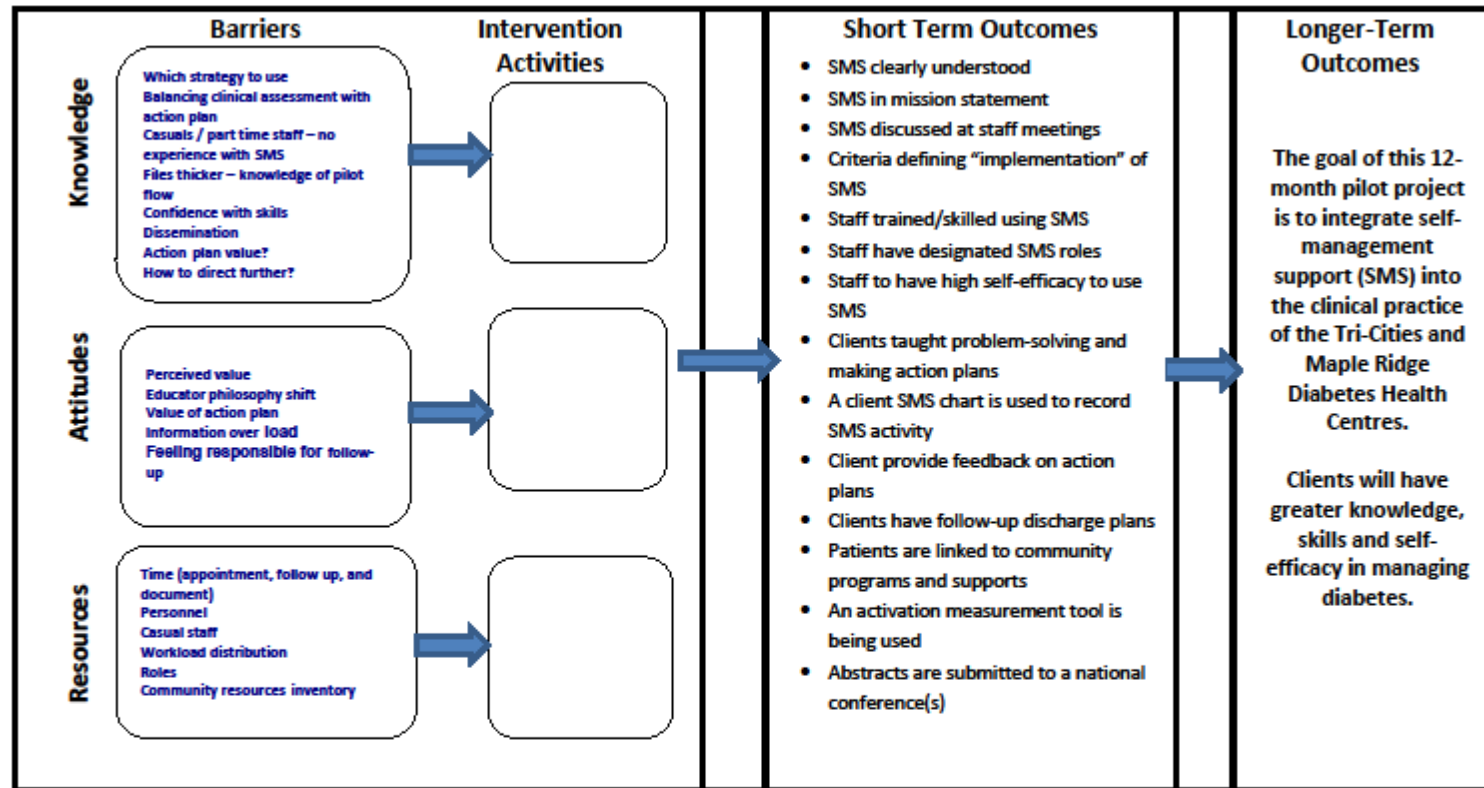 Barriers
Intervention
Activities
Short Term Outcomes
Longer-Term
Outcomes
Knowledge
Which strategy to use
Balancing clinical assessment with
action plan
Casuals / part time staff – no
experience with SMS
Files thicker – knowledge of pilot
flow
Confidence with skills
Dissemination
Action plan value?
How to direct further?
Attitudes
Perceived value
Educator philosophy shift
Value of action plan
Information over load
Feeling responsible for follow-
up
Resources
Time (appointment, follow up, and
document)
Personnel
Casual staff
Workload distribution
Roles
Community resources inventory
• SMS clearly understood
• SMS in mission statement
• SMS discussed at staff meetings
• Criteria defining “implementation” of
SMS
• Staff trained/skilled using SMS
• Staff have designated SMS roles
• Staff to have high self-efficacy to use
SMS
• Clients taught problem-solving and
making action plans
• A client SMS chart is used to record
SMS activity
• Client provide feedback on action
plans
• Clients have follow-up discharge plans
• Patients are linked to community
programs and supports
• An activation measurement tool is
being used
• Abstracts are submitted to a national
conference(s)
The goal of this 12-
month pilot project
is to integrate self-
management
support (SMS) into
the clinical practice
of the Tri-Cities and
Maple Ridge
Diabetes Health
Centres.
Clients will have
greater knowledge,
skills and self-
efficacy in managing
diabetes.